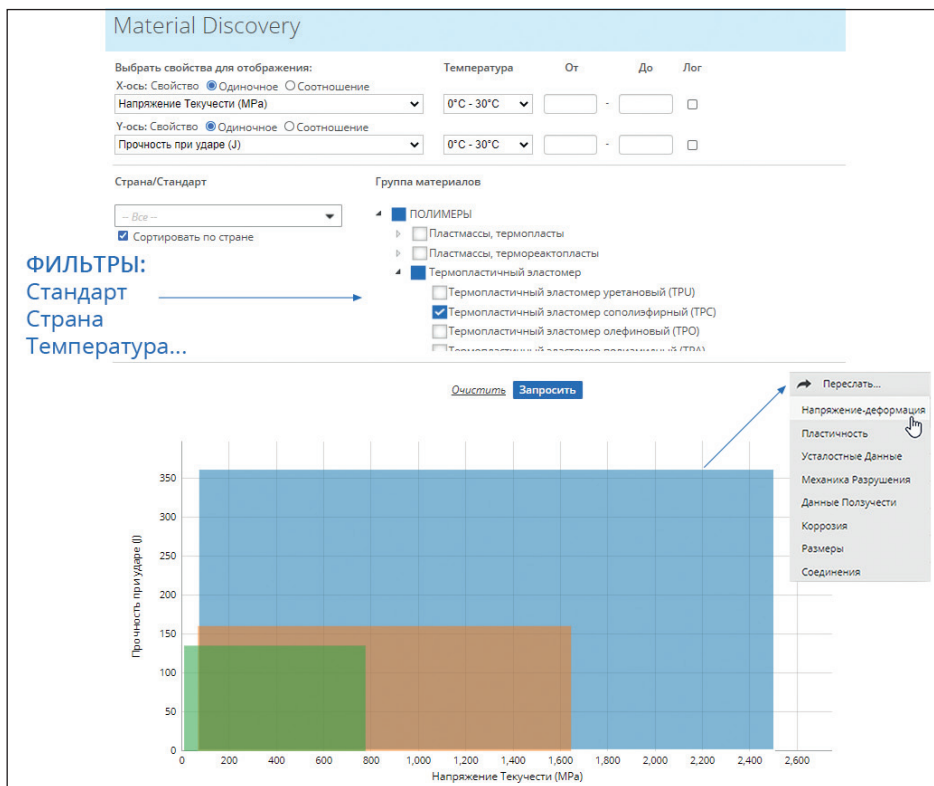 Material Discovery
Выбрать свойства для отображения: Температура От До Лог
X-ось: Свойство Одиночное Соотношение
Напряжение Текучести (MPa) 0°C - 30°C -
Y-ось: Свойство Одиночное Соотношение
Прочность при ударе (J) 0°C - 30°C -
Страна/Стандарт Группа материалов
-- Все --
Сортировать по стране
ПОЛИМЕРЫ
Пластмассы, термопласты
Пластмассы, термореактопласты
Термопластичный эластомер
Термопластичный эластомер уретановый (TPU)
Термопластичный эластомер сополиэфирный (TPC)
Термопластичный эластомер олефиновый (TPO)
Термопластичный эластомер полиамидный (TPA)
ФИЛЬТРЫ:
Стандарт
Страна
Температура...
Очистить Запросить
Переслать...
Напряжение-деформация
Пластичность
Усталостные Данные
Механика Разрушения
Данные Ползучести
Коррозия
Размеры
Соединения
Прочность при ударе (J)
350
300
250
200
150
100
50
0
0 200 400 600 800 1,000 1,200 1,400 1,600 1,800 2,000 2,200 2,400 2,600
Напряжение Текучести (MPa)